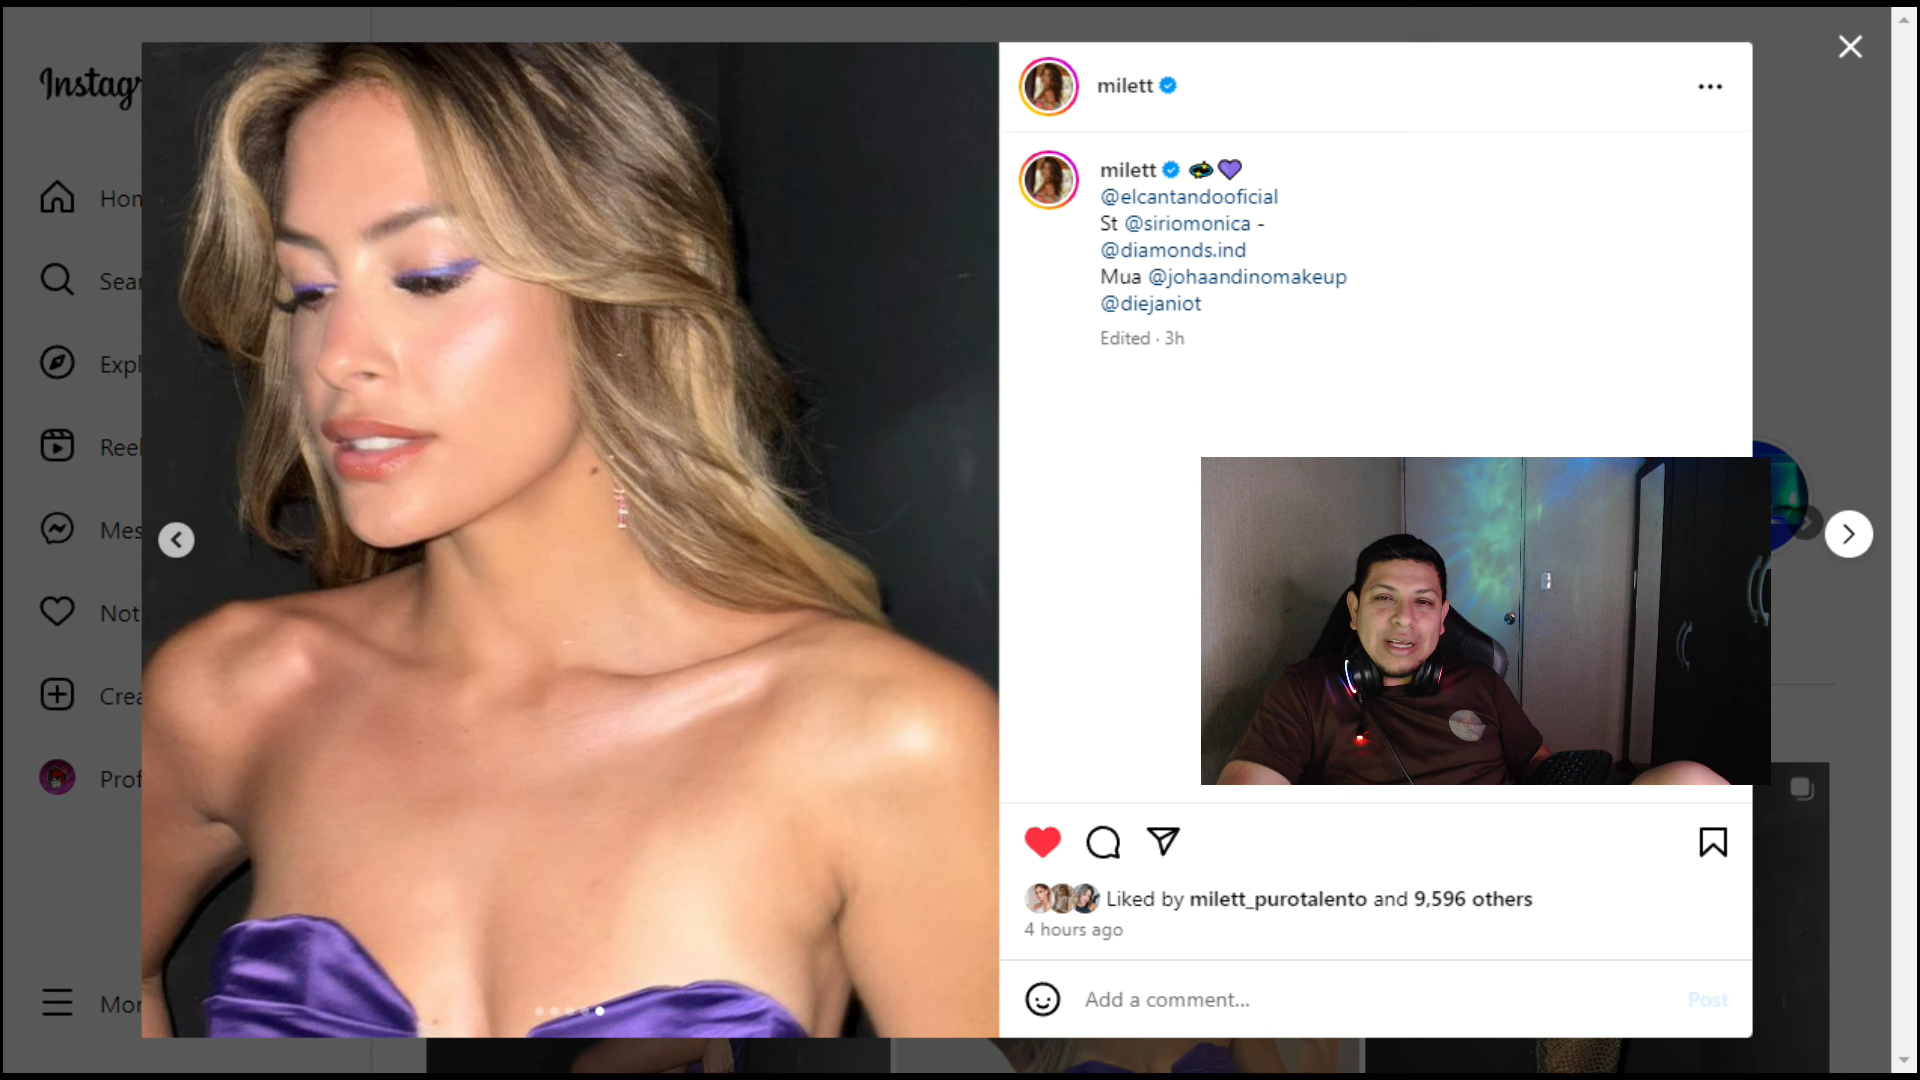 Instagr
Hom
Sear
Expl
Reel
Mes
Not
Crea
Prof
Mor
milett
milett
@elcantandooficial
St @siriomonica -
@diamonds.ind
Mua @johaandinomakeup
@diejaniot
Edited · 3h
Liked by milett_purotalento and 9,596 others
4 hours ago
Add a comment...
Post